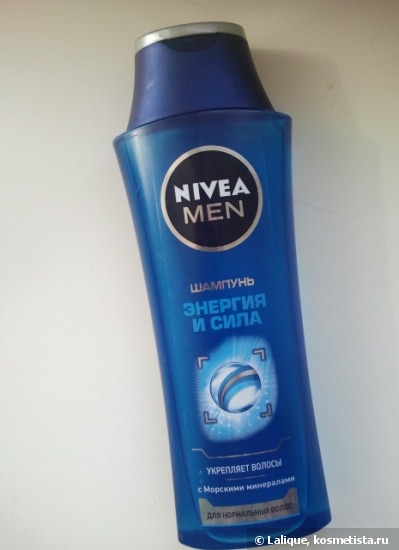 NIVEA
MEN
ШАМПУНЬ
ЭНЕРГИЯ
И СИЛА
УКРЕПЛЯЕТ ВОЛОСЫ
с Морскими минералами
ДЛЯ НОРМАЛЬНЫХ ВОЛОС
© Lalique, kosmetista.ru